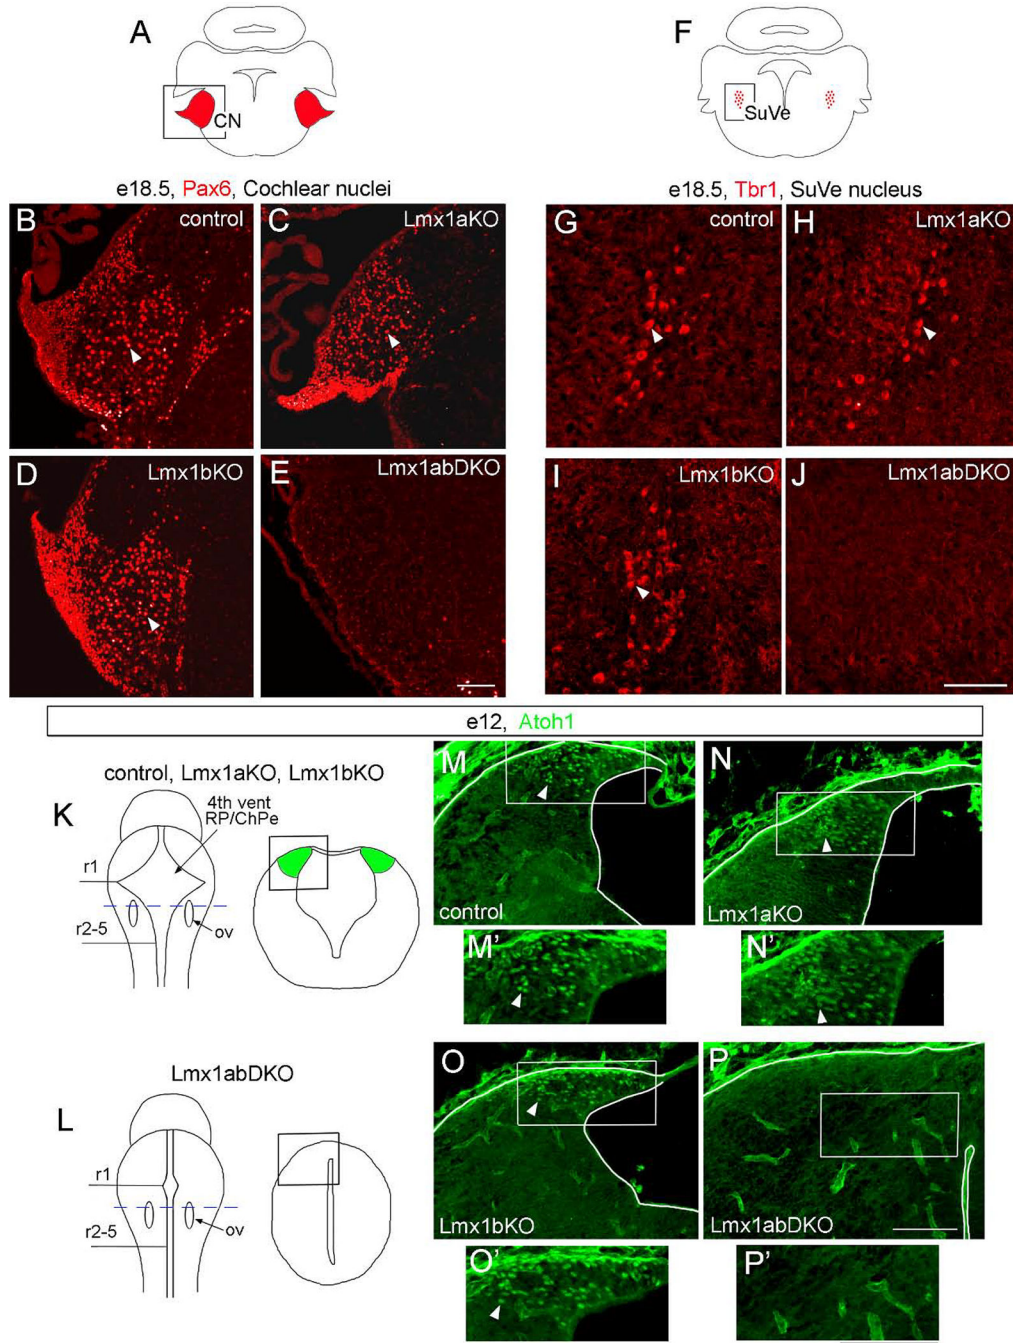 A
CN
F
SuVe
e18.5, Pax6, Cochlear nuclei
e18.5, Tbr1, SuVe nucleus
B
control
C
Lmx1aKO
G
control
H
Lmx1aKO
D
Lmx1bKO
E
Lmx1abDKO
I
Lmx1bKO
J
Lmx1abDKO
e12, Atoh1
control, Lmx1aKO, Lmx1bKO
K
4th vent
RP/ChPe
r1
r2-5
ov
M
control
N
Lmx1aKO
M'
N'
Lmx1abDKO
L
r1
r2-5
ov
O
Lmx1bKO
P
Lmx1abDKO
O'
P'